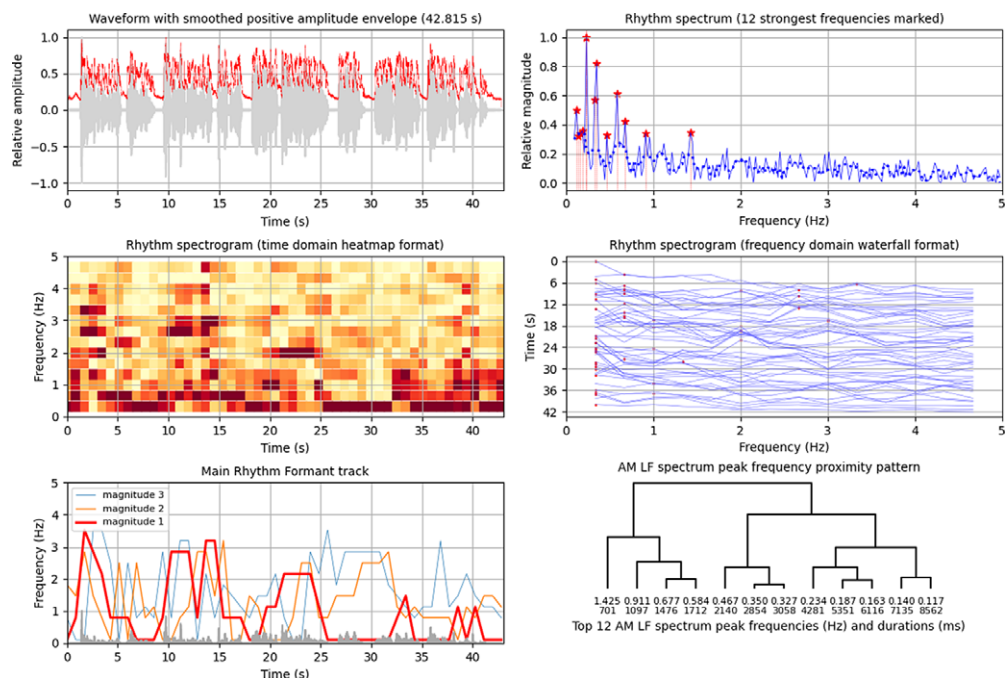 Waveform with smoothed positive amplitude envelope (42.815 s)
1.0
0.5
0.0
−0.5
−1.0
Relative amplitude
0 5 10 15 20 25 30 35 40
Time (s)
Rhythm spectrum (12 strongest frequencies marked)
1.0
0.8
0.6
0.4
0.2
0.0
Relative magnitude
0 1 2 3 4 5
Frequency (Hz)
Rhythm spectrogram (time domain heatmap format)
5
4
3
2
1
0
Frequency (Hz)
0 5 10 15 20 25 30 35 40
Time (s)
Rhythm spectrogram (frequency domain waterfall format)
0
6
12
18
24
30
36
42
Time (s)
0 1 2 3 4 5
Frequency (Hz)
Main Rhythm Formant track
5
4
3
2
1
0
Frequency (Hz)
magnitude 3
magnitude 2
magnitude 1
0 5 10 15 20 25 30 35 40
Time (s)
AM LF spectrum peak frequency proximity pattern
1.425 0.911 0.677 0.584 0.467 0.350 0.327 0.234 0.187 0.163 0.140 0.117
701 1097 1476 1712 2140 2854 3058 4281 5351 6116 7135 8562
Top 12 AM LF spectrum peak frequencies (Hz) and durations (ms)